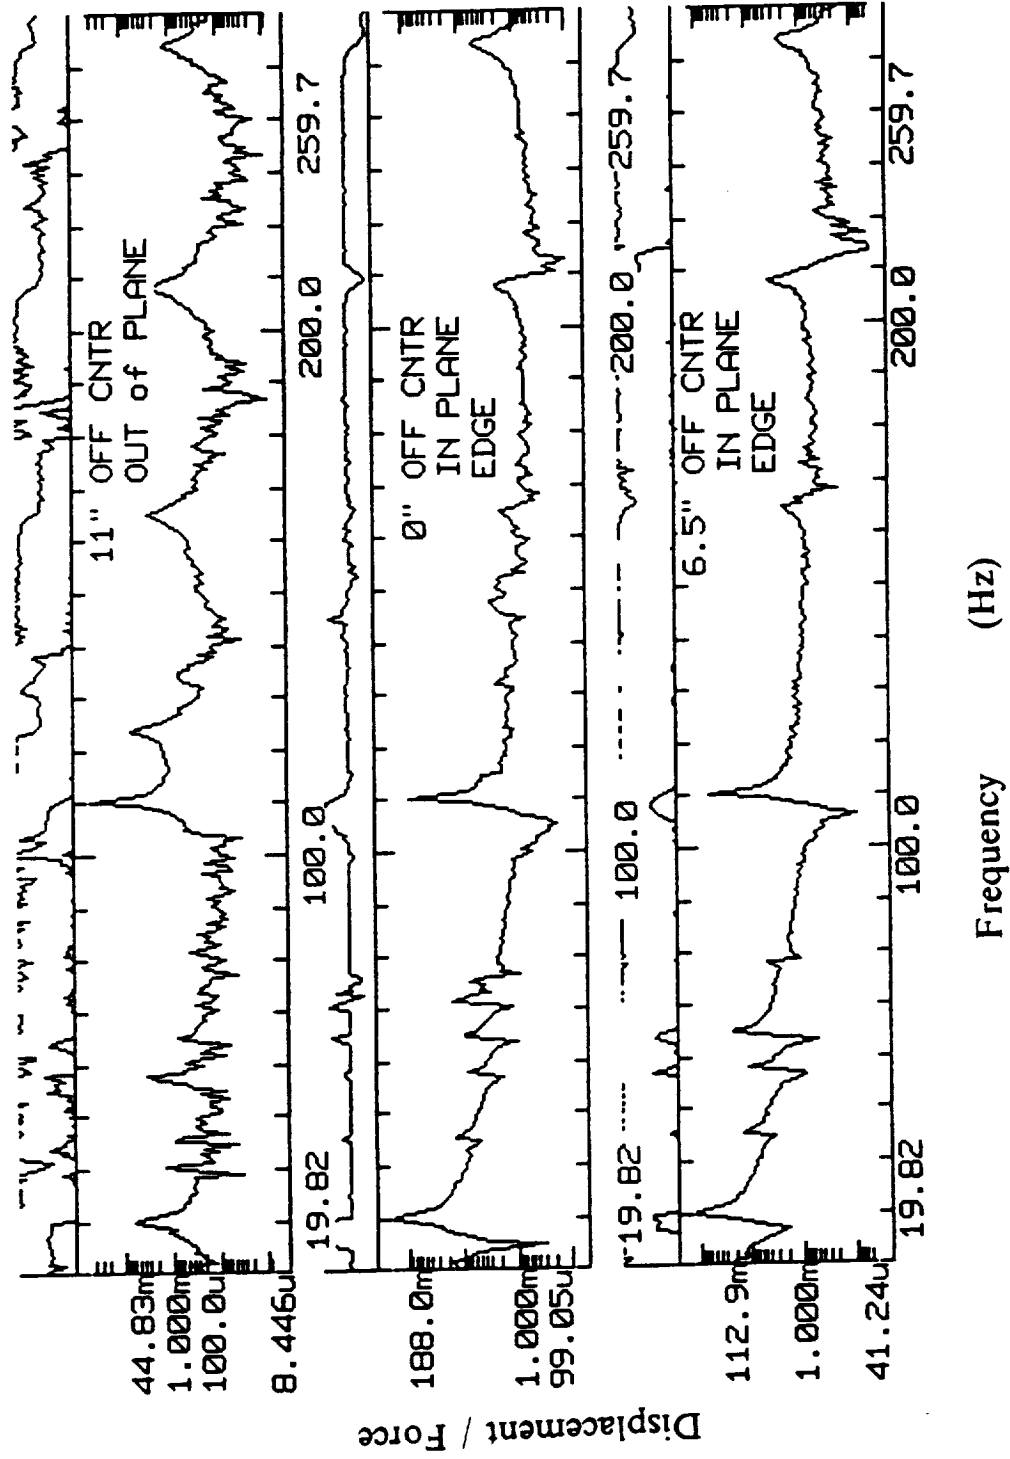 11" OFF CNTR
OUT of PLANE
44.83m
1.000m
100.0u
8.446u
19.82
100.0
200.0
259.7
0" OFF CNTR
IN PLANE
EDGE
188.0m
1.000m
99.05u
19.82
100.0
200.0
259.7
6.5" OFF CNTR
IN PLANE
EDGE
112.9m
1.000m
41.24u
19.82
100.0
200.0
259.7
Frequency (Hz)
Displacement / Force